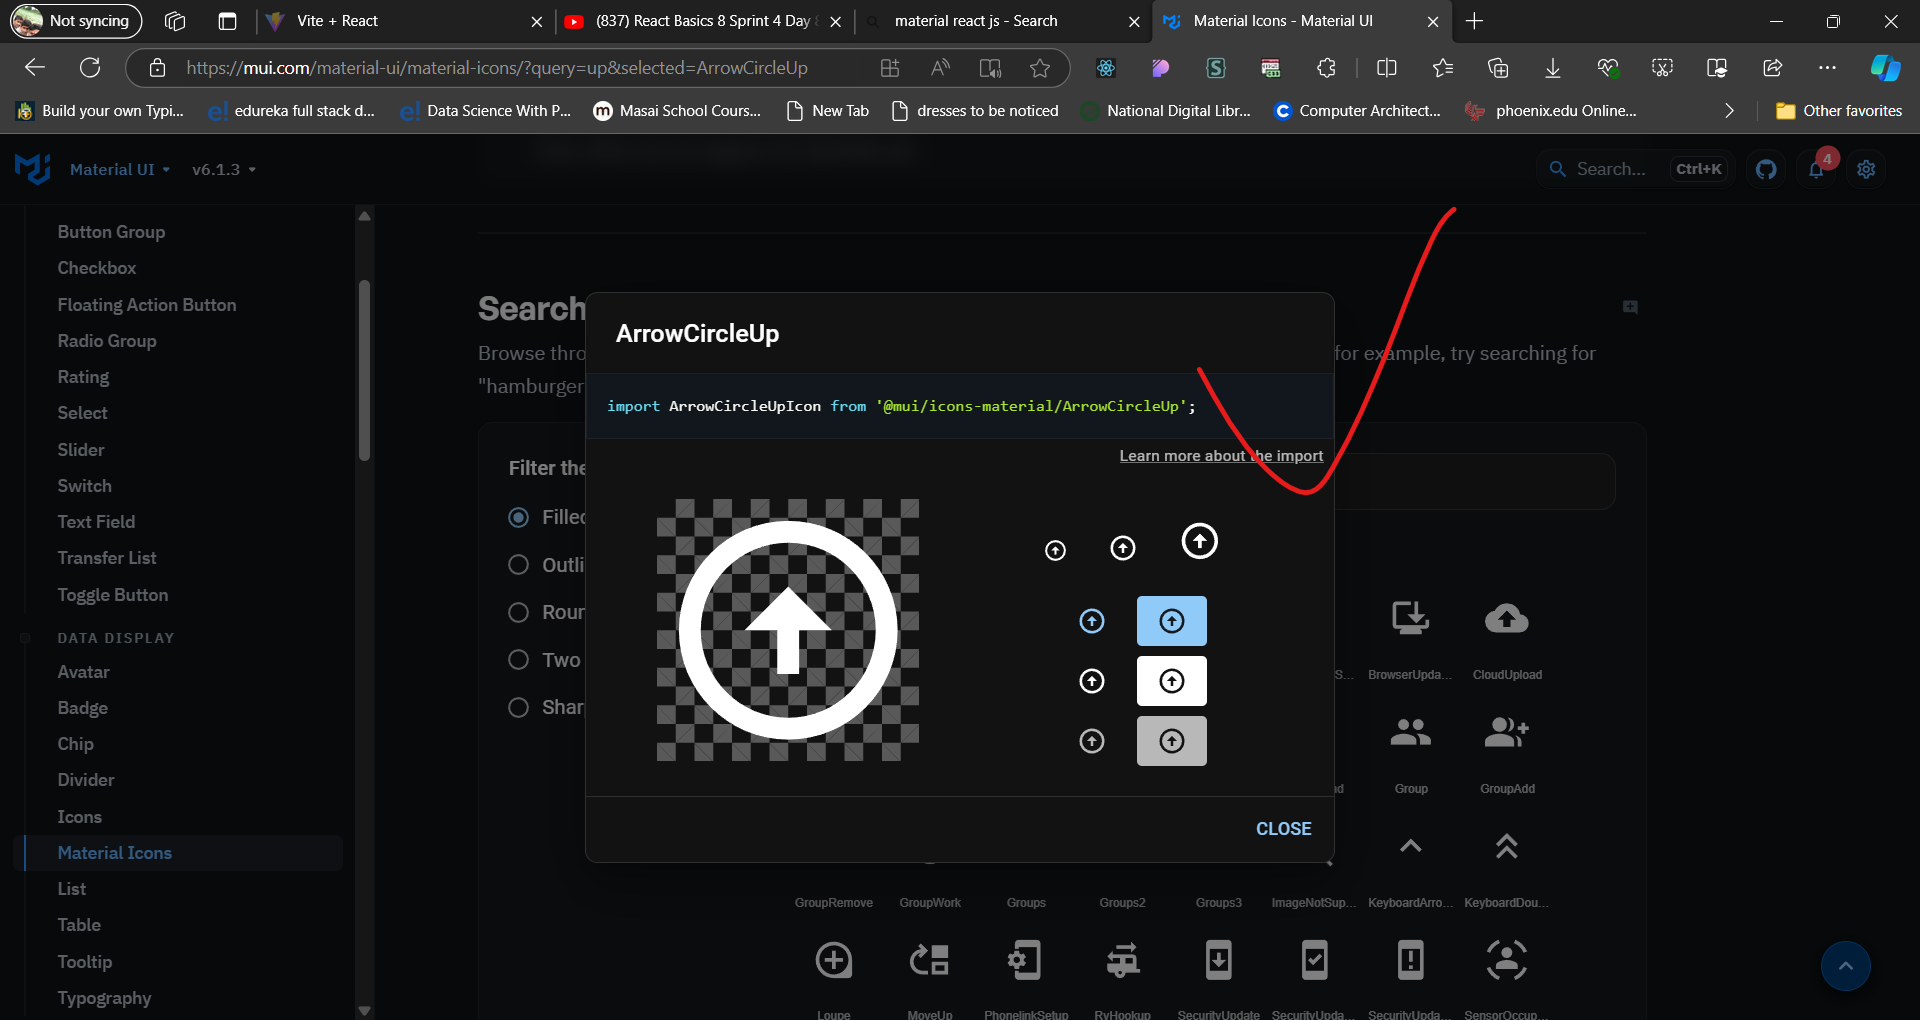 Not syncing
Vite + React
(837) React Basics 8 Sprint 4 Day
material react js - Search
Material Icons - Material UI
https://mui.com/material-ui/material-icons/?query=up&selected=ArrowCircleUp
Build your own Typi...
edureka full stack d...
Data Science With P...
Masai School Cours...
New Tab
dresses to be noticed
National Digital Libr...
Computer Architect...
phoenix.edu Online...
Other favorites
Material UI
v6.1.3
Search...
Ctrl+K
4
Button Group
Checkbox
Floating Action Button
Radio Group
Rating
Select
Slider
Switch
Text Field
Transfer List
Toggle Button
DATA DISPLAY
Avatar
Badge
Chip
Divider
Icons
Material Icons
List
Table
Tooltip
Typography
Search
Browse thro
for example, try searching for
"hamburger
Filter the
Filled
Outli
Roun
Two
Shar
ArrowCircleUp
import ArrowCircleUpIcon from '@mui/icons-material/ArrowCircleUp';
Learn more about the import
CLOSE
S...
BrowserUpda...
CloudUpload
nd
Group
GroupAdd
GroupRemove
GroupWork
Groups
Groups2
Groups3
ImageNotSup...
KeyboardArro...
KeyboardDou...
Loupe
MoveUp
PhonelinkSetup
RvHookup
SecurityUpdate
SecurityUpda...
SecurityUpda...
SensorOccup...